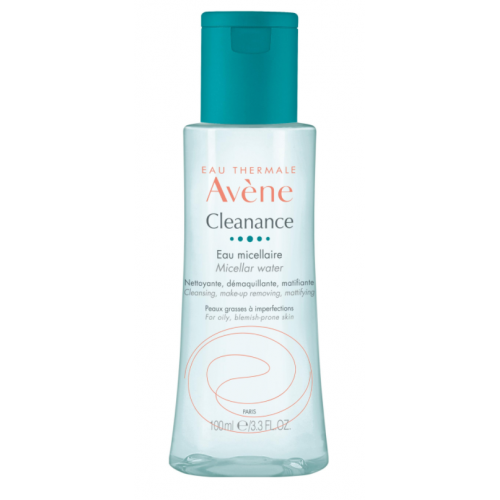 EAU THERMALE
Avène
Cleanance
Eau micellaire
Micellar water
Nettoyante, démaquillante, matifiante
Cleansing, make-up removing, mattifying
Peaux grasses à imperfections
For oily, blemish-prone skin
PARIS
100ml ℮/3.3 FL.OZ.